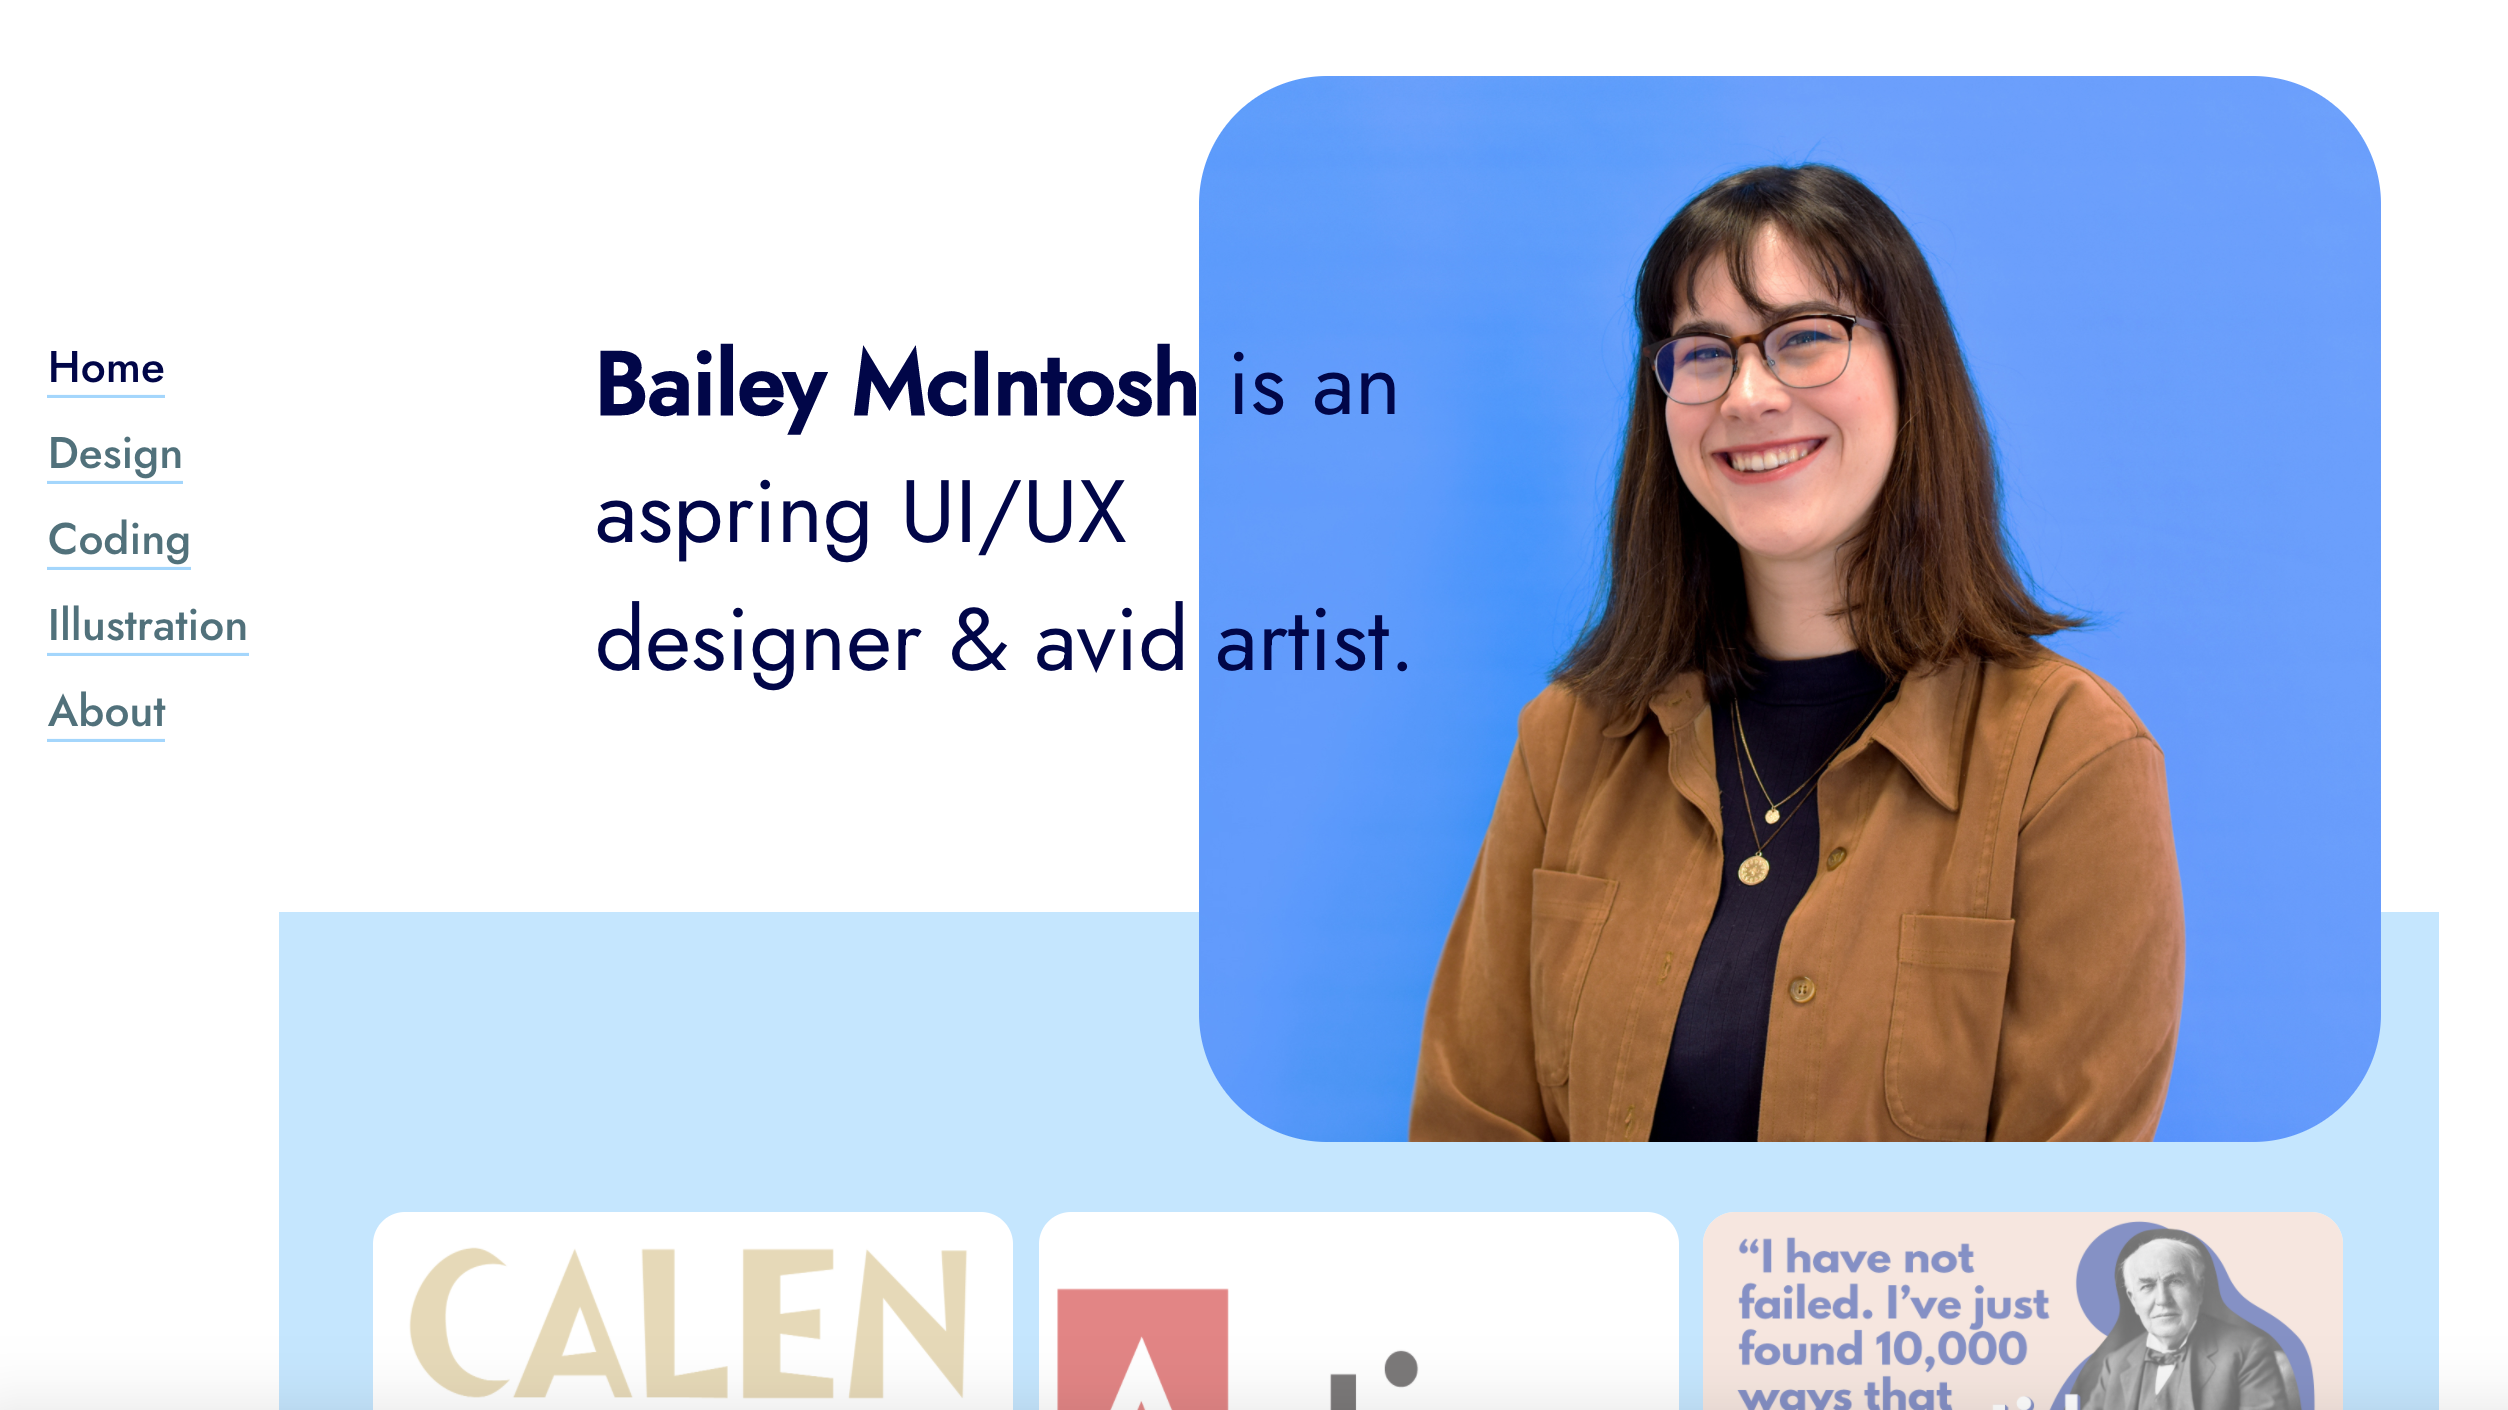 Home
Design
Coding
Illustration
About
Bailey McIntosh is an
aspring UI/UX
designer & avid artist.
CALEN
“I have not
failed. I’ve just
found 10,000
ways that